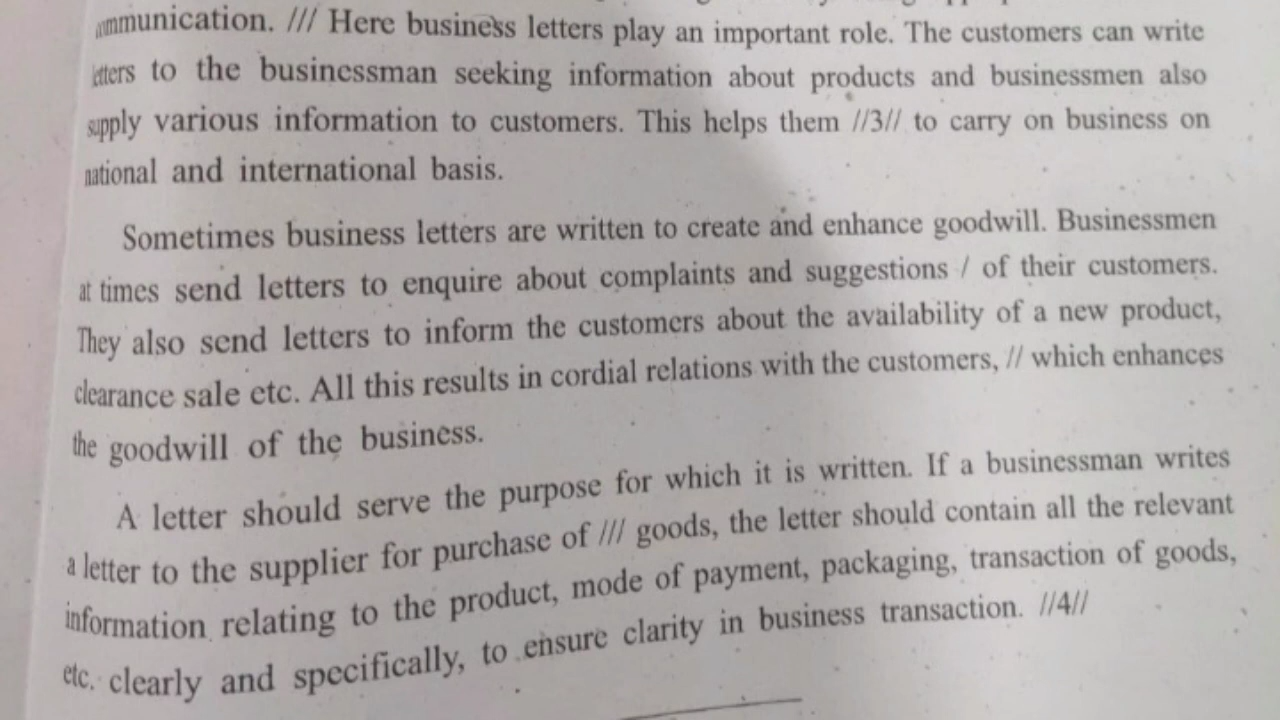 communication. /// Here business letters play an important role. The customers can write
letters to the businessman seeking information about products and businessmen also
supply various information to customers. This helps them //3// to carry on business on
national and international basis.
Sometimes business letters are written to create and enhance goodwill. Businessmen
at times send letters to enquire about complaints and suggestions / of their customers.
They also send letters to inform the customers about the availability of a new product,
clearance sale etc. All this results in cordial relations with the customers, // which enhances
the goodwill of the business.
A letter should serve the purpose for which it is written. If a businessman writes
a letter to the supplier for purchase of /// goods, the letter should contain all the relevant
information relating to the product, mode of payment, packaging, transaction of goods,
etc. clearly and specifically, to ensure clarity in business transaction. //4//